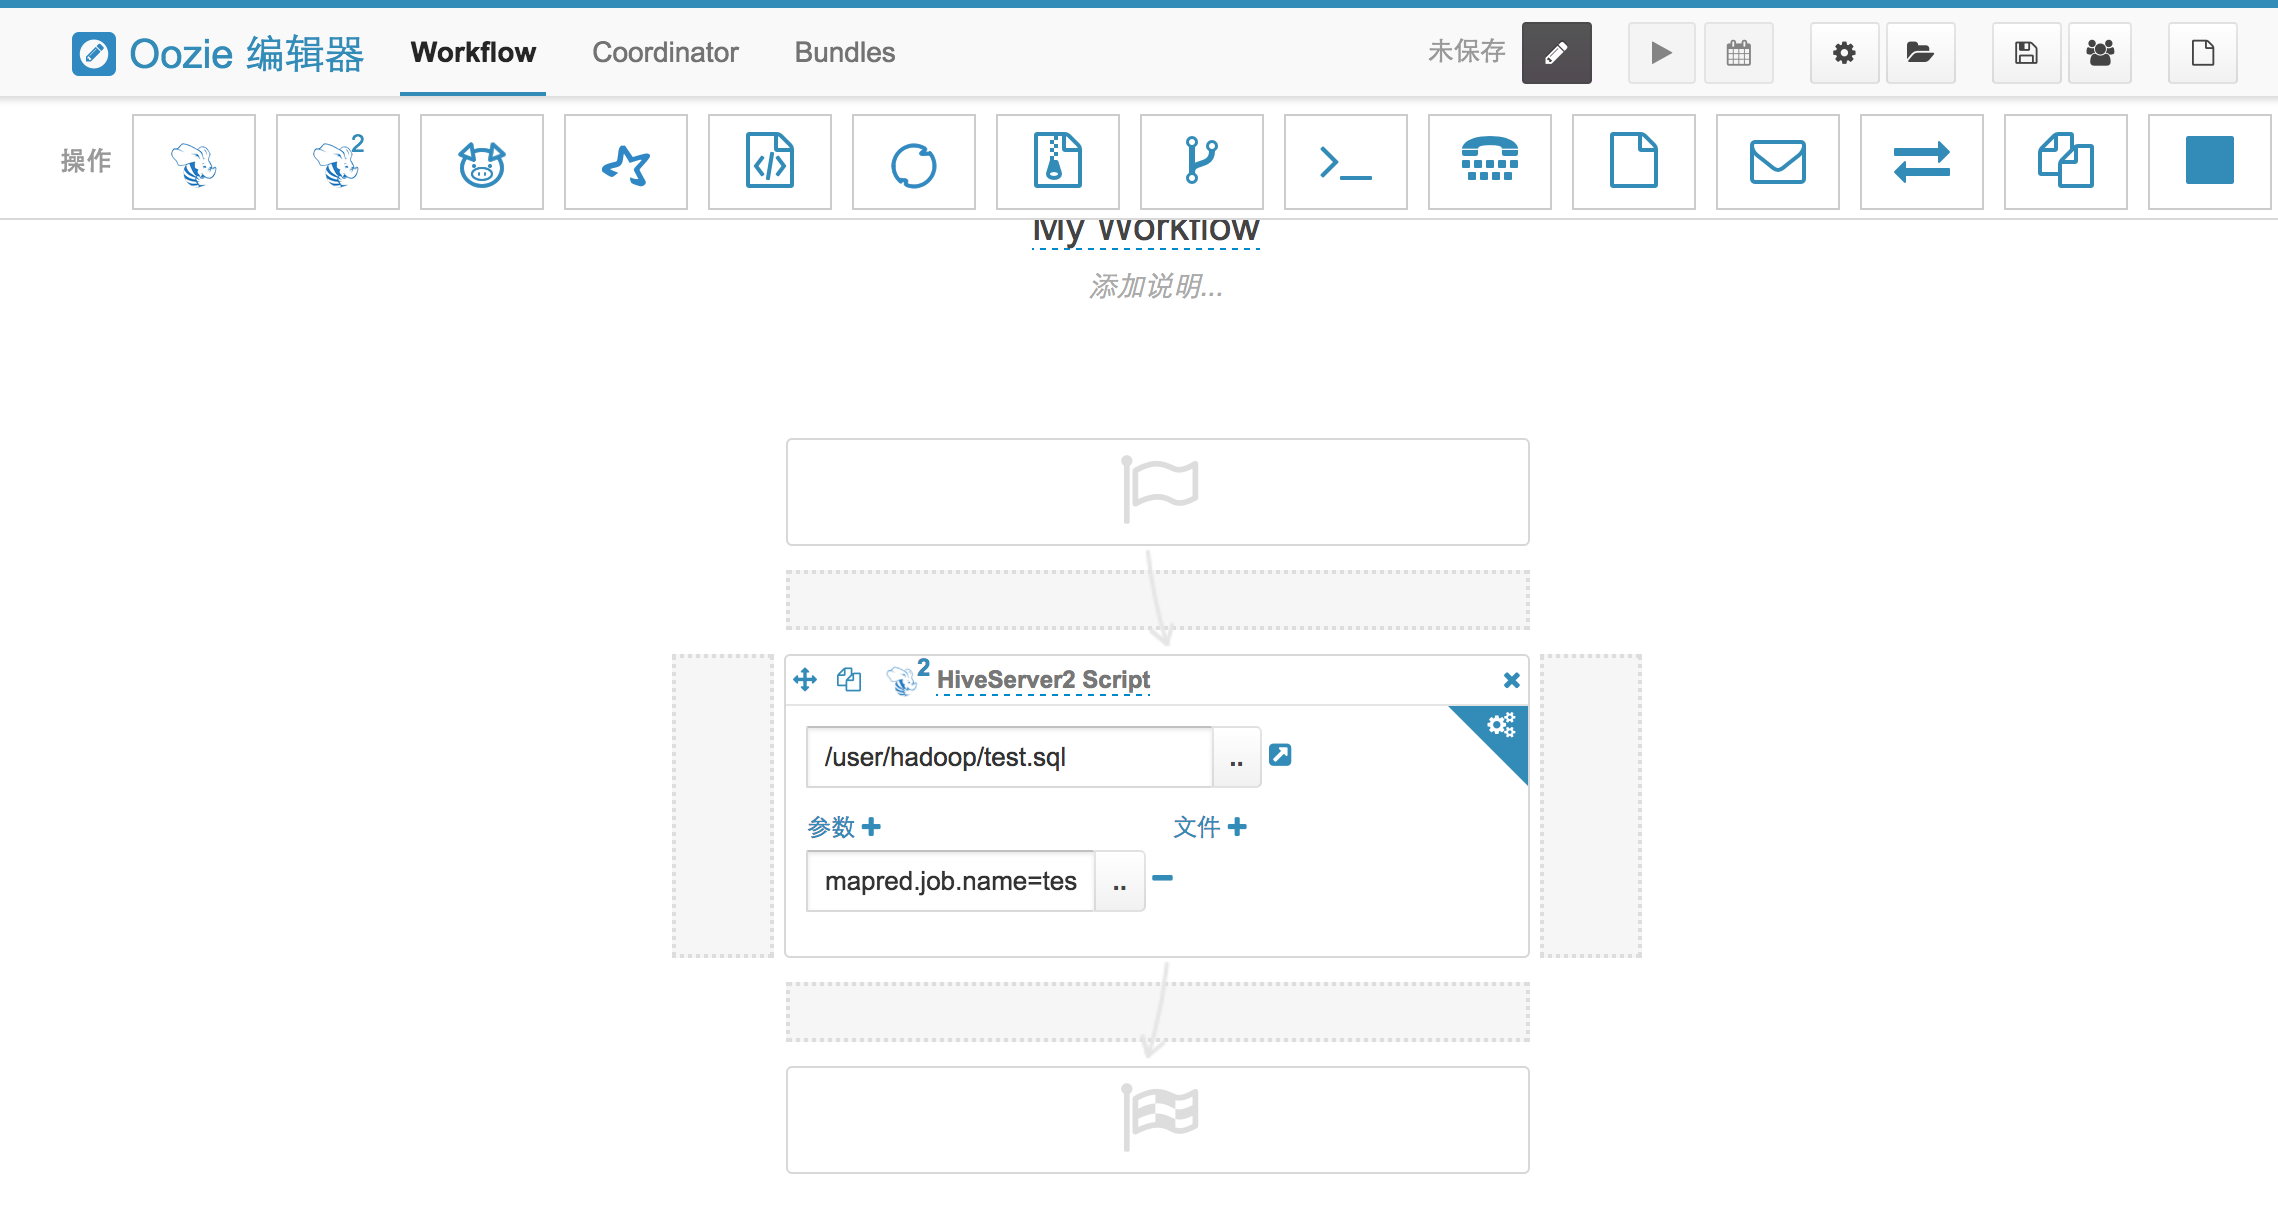 Oozie 编辑器 Workflow Coordinator Bundles 未保存
操作 2
My Workflow
添加说明...
2 HiveServer2 Script
/user/hadoop/test.sql ..
参数 文件
mapred.job.name=tes ..